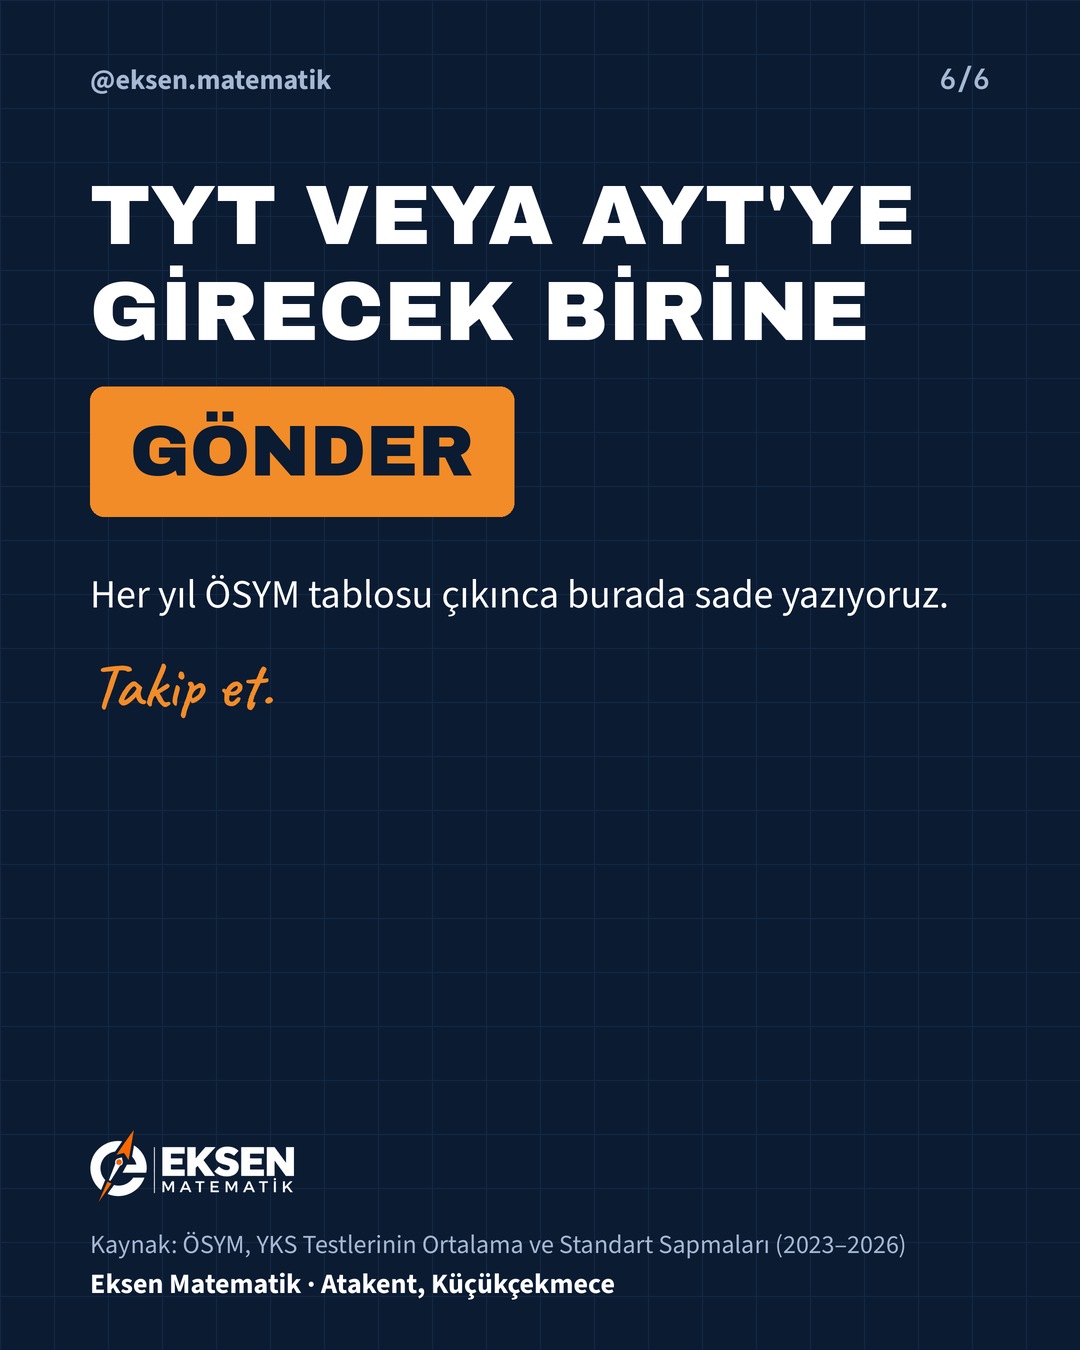 @eksen.matematik
6/6
TYT VEYA AYT'YE
GİRECEK BİRİNE
GÖNDER
Her yıl ÖSYM tablosu çıkınca burada sade yazıyoruz.
Takip et.
EKSEN
MATEMATİK
Kaynak: ÖSYM, YKS Testlerinin Ortalama ve Standart Sapmaları (2023–2026)
Eksen Matematik · Atakent, Küçükçekmece